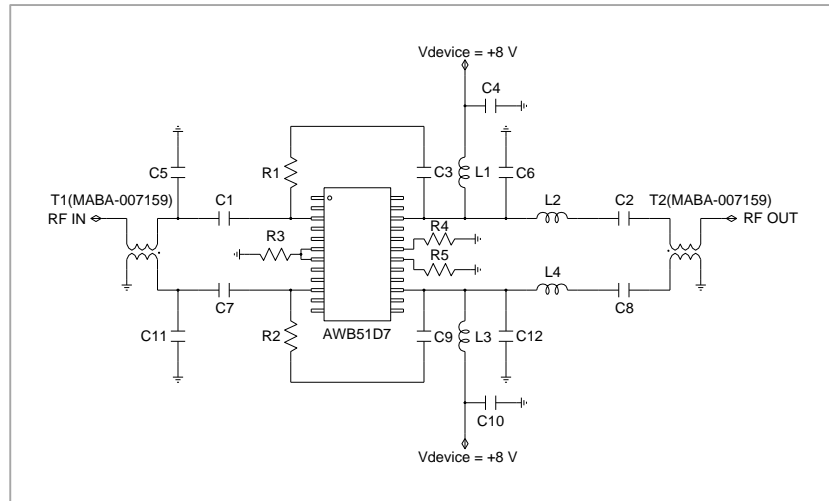 Vdevice = +8 V
C4
C5
R1
C3
L1
C6
T1(MABA-007159)
C1
L2
C2
T2(MABA-007159)
RF IN
RF OUT
R3
R4
R5
L4
C7
C8
C11
R2
AWB51D7
C9
L3
C12
C10
Vdevice = +8 V